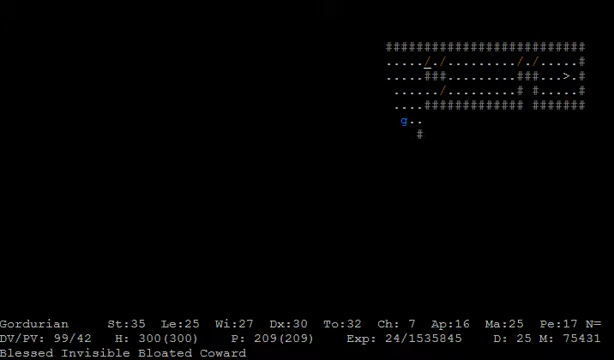 ##########################
...../././........././...#
.....###.........###...>.#
....../.........# #.....#
....############# #######
g..
#
Gordurian St:35 Le:25 Wi:27 Dx:30 To:32 Ch: 7 Ap:16 Ma:25 Pe:17 N=
DV/PV: 99/42 H: 300(300) P: 209(209) Exp: 24/1535845 D: 25 M: 75431
Blessed Invisible Bloated Coward